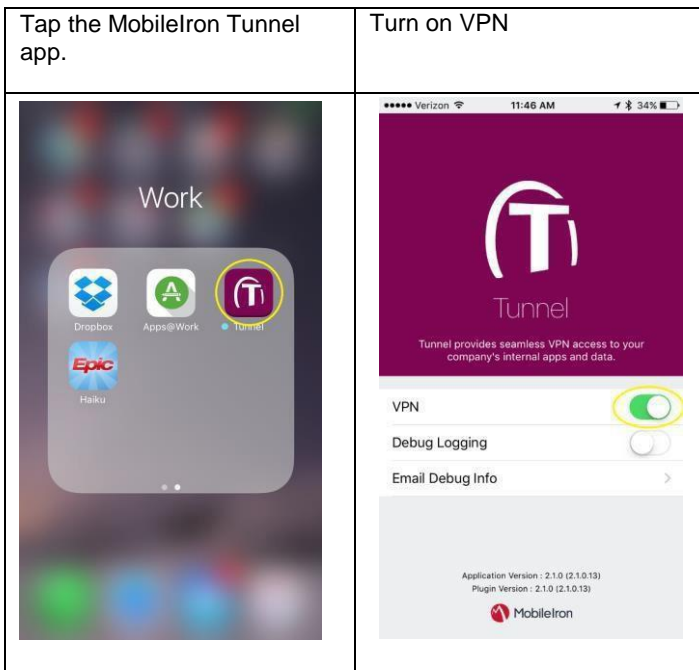 Tap the MobileIron Tunnel
app.
Turn on VPN
Work
Dropbox
Apps@Work
Tunnel
Epic
Haiku
Verizon
11:46 AM
34%
T
Tunnel
Tunnel provides seamless VPN access to your
company's internal apps and data.
VPN
Debug Logging
Email Debug Info
Application Version : 2.1.0 (2.1.0.13)
Plugin Version : 2.1.0 (2.1.0.13)
MobileIron